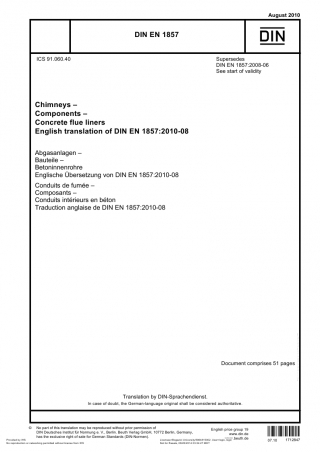 August 2010
DIN EN 1857
DIN
ICS 91.060.40
Supersedes
DIN EN 1857:2008-06
See start of validity
Chimneys –
Components –
Concrete flue liners
English translation of DIN EN 1857:2010-08
Abgasanlagen –
Bauteile –
Betoninnenrohre
Englische Übersetzung von DIN EN 1857:2010-08
Conduits de fumée –
Composants –
Conduits intérieurs en béton
Traduction anglaise de DIN EN 1857:2010-08
Document comprises 51 pages
Translation by DIN-Sprachendienst.
In case of doubt, the German-language original shall be considered authoritative.
© No part of this translation may be reproduced without prior permission of
DIN Deutsches Institut für Normung e. V., Berlin. Beuth Verlag GmbH, 10772 Berlin, Germany,
has the exclusive right of sale for German Standards (DIN-Normen).
English price group 18
www.din.de
www.beuth.de
07.10 1712647